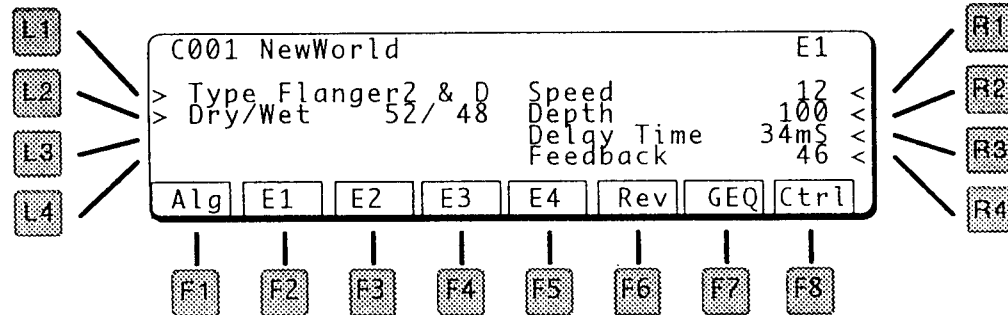 L1 R1
C001 NewWorld E1
L2 > Type Flanger2 & D Speed 12 < R2
> Dry/Wet 52/ 48 Depth 100 <
L3 Delay Time 34mS < R3
Feedback 46 <
L4 Alg E1 E2 E3 E4 Rev GEQ Ctrl R4
F1 F2 F3 F4 F5 F6 F7 F8